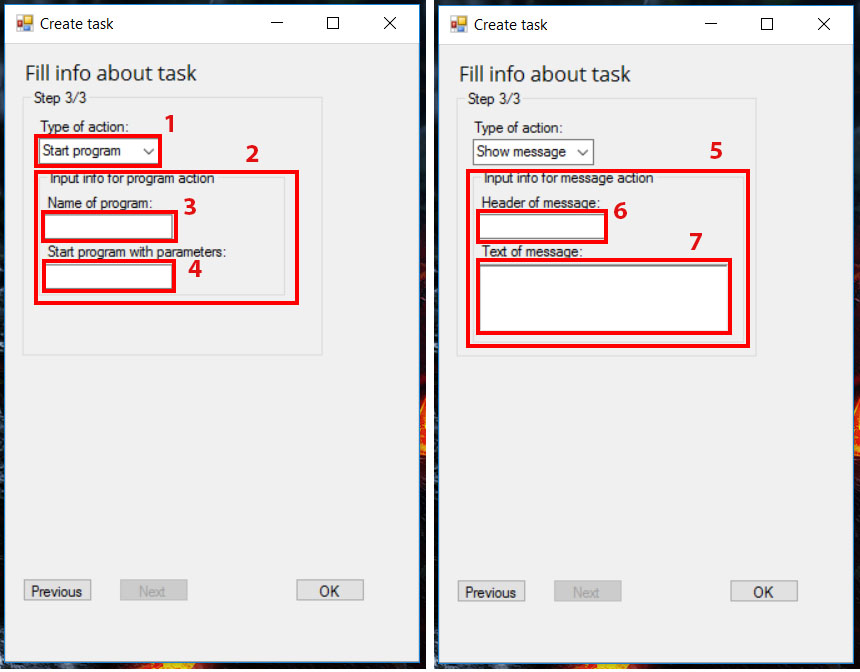 Create task
Fill info about task
Step 3/3
Type of action:
1
Start program
2
Input info for program action
Name of program:
3
Start program with parameters:
4
Previous
Next
OK
Create task
Fill info about task
Step 3/3
Type of action:
Show message
5
Input info for message action
Header of message:
6
Text of message:
7
Previous
Next
OK